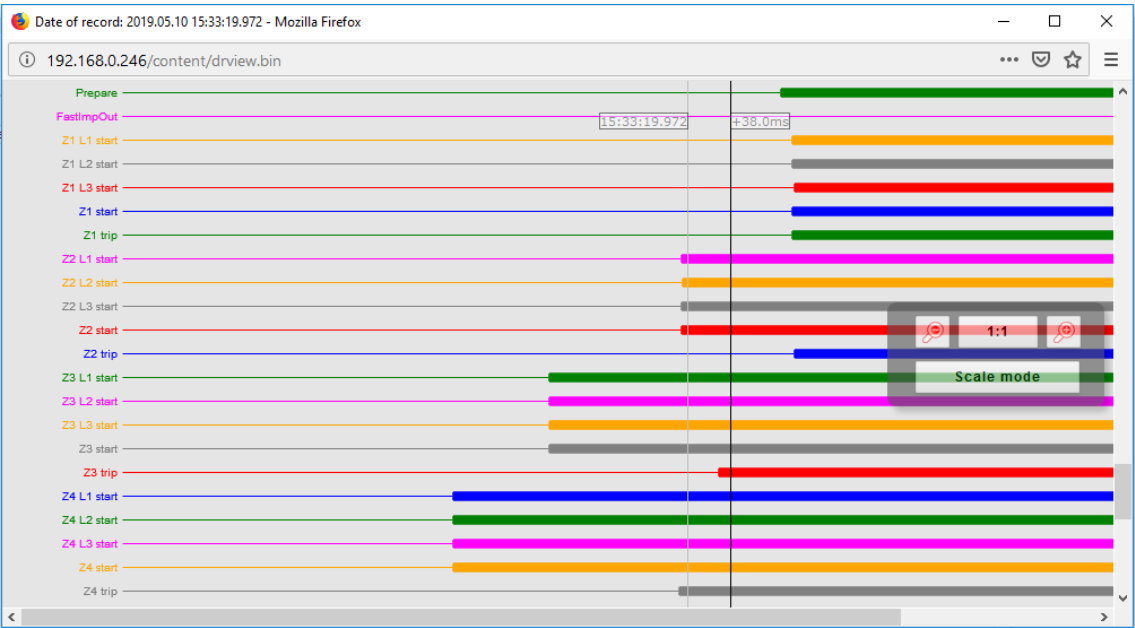 Date of record: 2019.05.10 15:33:19.972 - Mozilla Firefox
192.168.0.246/content/drview.bin
Prepare
FastImpOut
15:33:19.972 +38.0ms
Z1 L1 start
Z1 L2 start
Z1 L3 start
Z1 start
Z1 trip
Z2 L1 start
Z2 L2 start
Z2 L3 start
Z2 start
1:1
Z2 trip
Z3 L1 start
Scale mode
Z3 L2 start
Z3 L3 start
Z3 start
Z3 trip
Z4 L1 start
Z4 L2 start
Z4 L3 start
Z4 start
Z4 trip